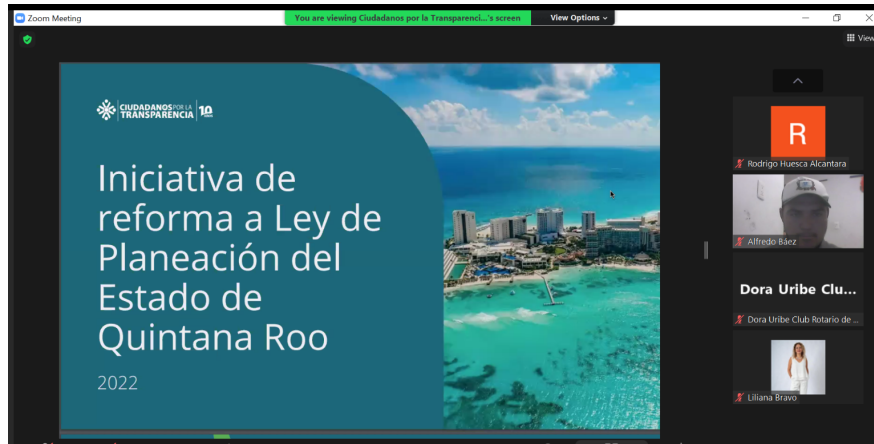 Zoom Meeting
You are viewing Ciudadanos por la Transparenci...'s screen
View Options
View
CIUDADANOS POR LA
TRANSPARENCIA
10
Iniciativa de
reforma a Ley de
Planeación del
Estado de
Quintana Roo
2022
R
Rodrigo Huesca Alcantara
Alfredo Báez
Dora Uribe Clu...
Dora Uribe Club Rotario de ...
Liliana Bravo